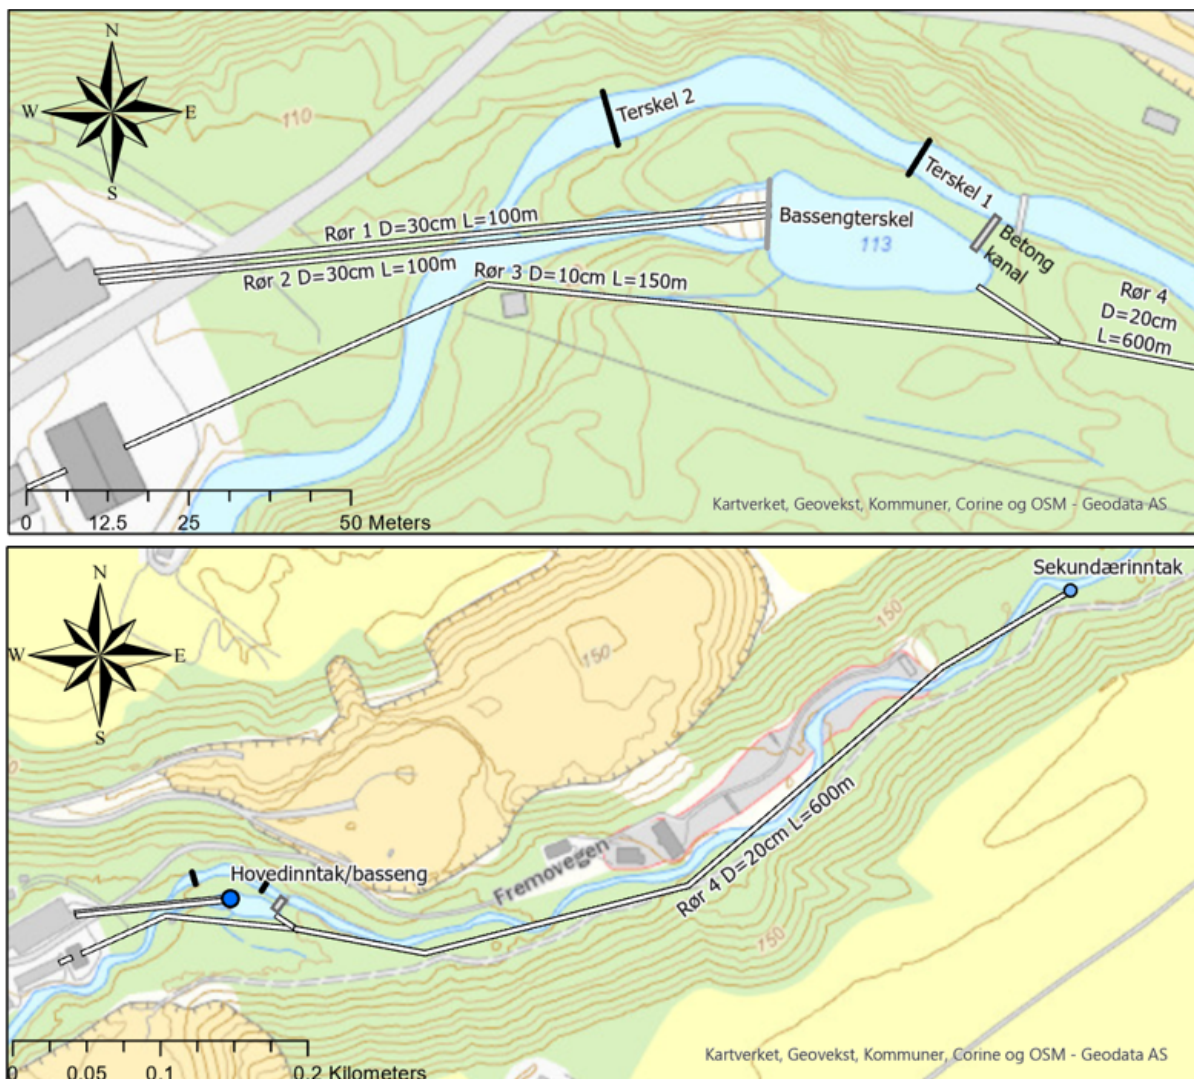 N
W
E
S
110
Terskel 2
Terskel 1
Rør 1 D=30cm L=100m
Bassengterskel
113
Betong
kanal
Rør 2 D=30cm L=100m
Rør 3 D=10cm L=150m
Rør 4
D=20cm
L=600m
0 12.5 25 50 Meters
Kartverket, Geovekst, Kommuner, Corine og OSM - Geodata AS
N
W
E
S
Sekundærinntak
150
150
Hovedinntak/basseng
Fremovegen
Rør 4 D=20cm L=600m
150
0 0.05 0.1 0.2 Kilometers
Kartverket, Geovekst, Kommuner, Corine og OSM - Geodata AS